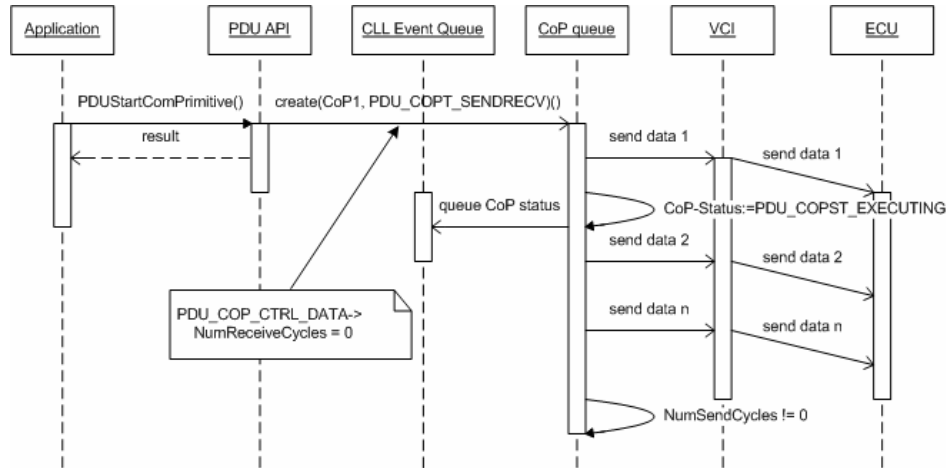 Application
PDU API
CLL Event Queue
CoP queue
VCI
ECU
PDUStartComPrimitive()
create(CoP1, PDU_COPT_SENDRECV)()
result
send data 1
send data 1
queue CoP status
CoP-Status:=PDU_COPST_EXECUTING
send data 2
send data 2
PDU_COP_CTRL_DATA->
NumReceiveCycles = 0
send data n
send data n
NumSendCycles != 0